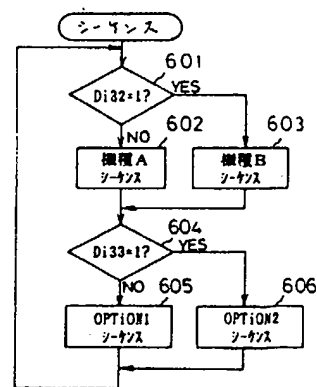 シーケンス
601
Di32=1?
YES
NO
602
603
機種A
シーケンス
機種B
シーケンス
604
Di33=1?
YES
NO
605
606
OPTiON1
シーケンス
OPTiON2
シーケンス